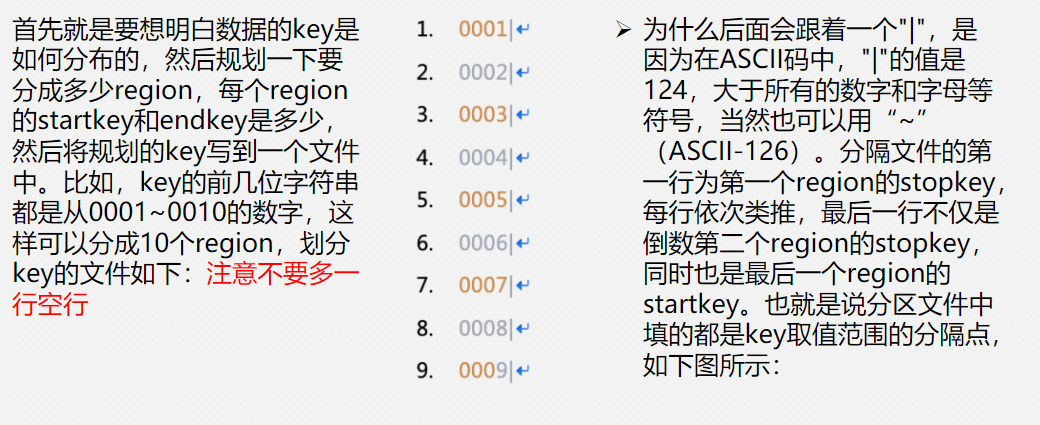 首先就是要想明白数据的key是
如何分布的，然后规划一下要
分成多少region，每个region
的startkey和endkey是多少，
然后将规划的key写到一个文件
中。比如，key的前几位字符串
都是从0001~0010的数字，这
样可以分成10个region，划分
key的文件如下：注意不要多一
行空行
1. 0001|↵
2. 0002|↵
3. 0003|↵
4. 0004|↵
5. 0005|↵
6. 0006|↵
7. 0007|↵
8. 0008|↵
9. 0009|↵
➢ 为什么后面会跟着一个"|"，是
因为在ASCII码中，"|"的值是
124，大于所有的数字和字母等
符号，当然也可以用“~”
（ASCII-126）。分隔文件的第
一行为第一个region的stopkey，
每行依次类推，最后一行不仅是
倒数第二个region的stopkey，
同时也是最后一个region的
startkey。也就是说分区文件中
填的都是key取值范围的分隔点，
如下图所示：